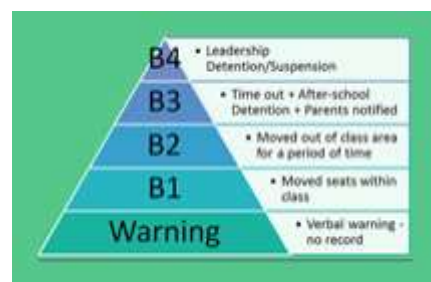 B4
• Leadership
Detention/Suspension
B3
• Time out + After-school
Detention + Parents notified
B2
• Moved out of class area
for a period of time
B1
• Moved seats within
class
Warning
• Verbal warning -
no record